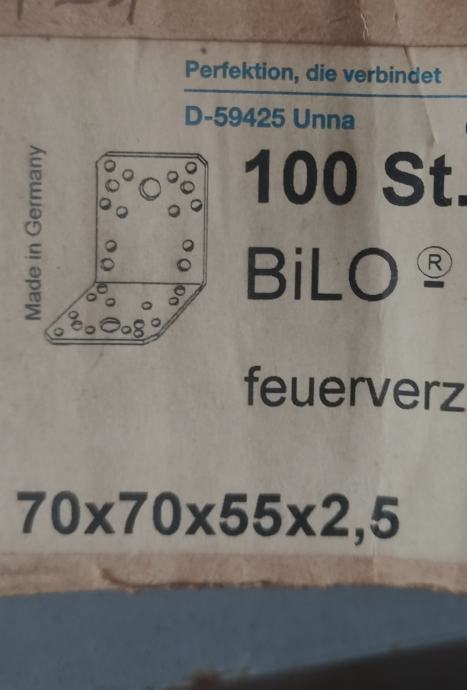 Perfektion, die verbindet
D-59425 Unna
Made in Germany
100 St.
BiLO ®
feuerverz
70x70x55x2,5